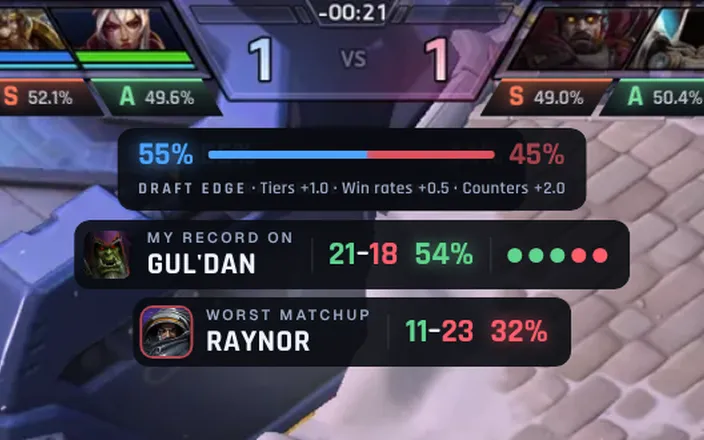 -00:21
1 VS 1
S 52.1% A 49.6% S 49.0% A 50.4%
55% 45%
DRAFT EDGE · Tiers +1.0 · Win rates +0.5 · Counters +2.0
MY RECORD ON
GUL'DAN 21-18 54%
WORST MATCHUP
RAYNOR 11-23 32%